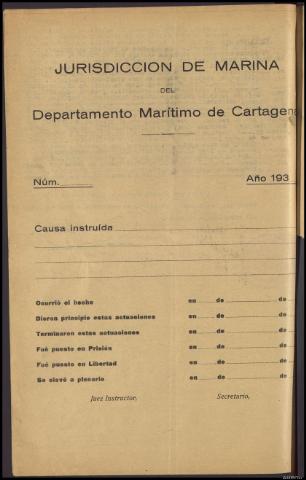 JURISDICCION DE MARINA
DEL
Departamento Marítimo de Cartagena
Núm. Año 193
Causa instruída
Ocurrió el hecho en de de
Dieron principio estas actuaciones en de de
Terminaron estas actuaciones en de de
Fué puesto en Prisión en de de
Fué puesto en Libertad en de de
Se elevó a plenario en de de
Juez Instructor, Secretario,